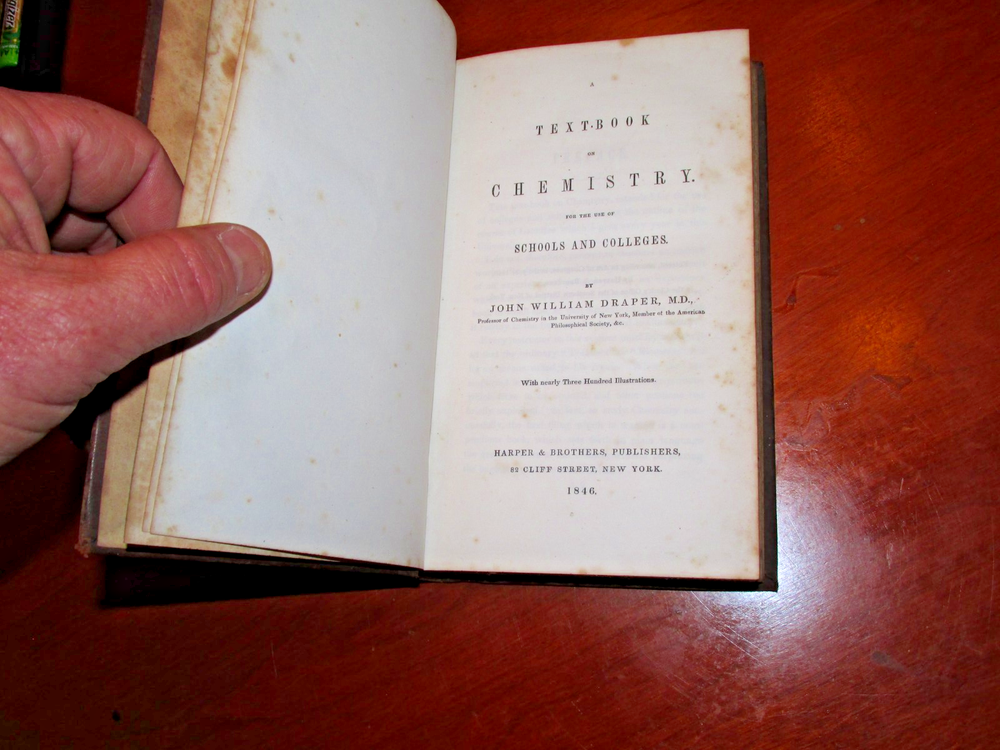 A
TEXT-BOOK
ON
CHEMISTRY.
FOR THE USE OF
SCHOOLS AND COLLEGES.
BY
JOHN WILLIAM DRAPER, M.D.,
Professor of Chemistry in the University of New York, Member of the American
Philosophical Society, &c.
With nearly Three Hundred Illustrations.
HARPER & BROTHERS, PUBLISHERS,
82 CLIFF STREET, NEW YORK.
1846.